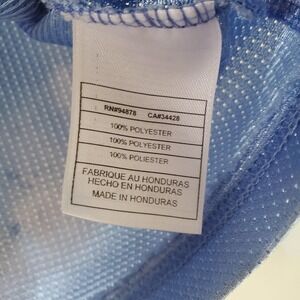 RN#94878 CA#34428
100% POLYESTER
100% POLYESTER
100% POLIESTER
FABRIQUE AU HONDURAS
HECHO EN HONDURAS
MADE IN HONDURAS